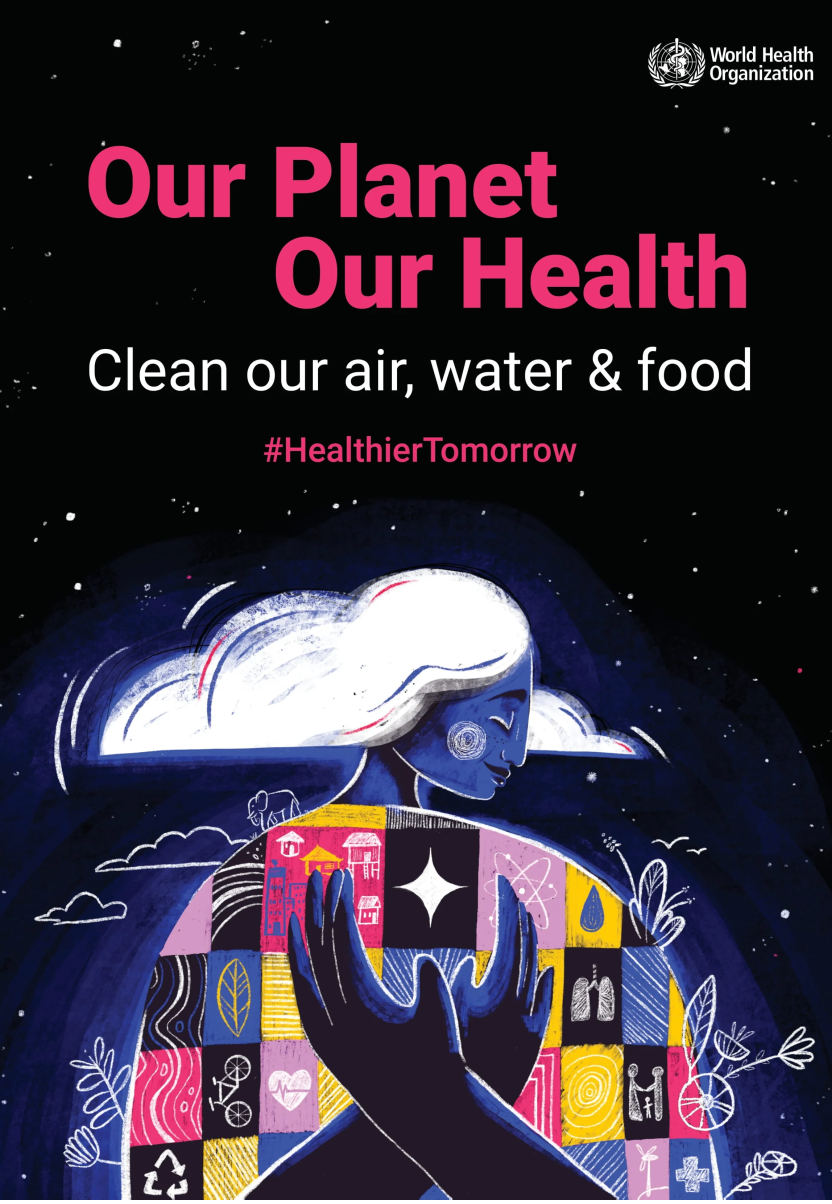 World Health
Organization
Our Planet
Our Health
Clean our air, water & food
#HealthierTomorrow